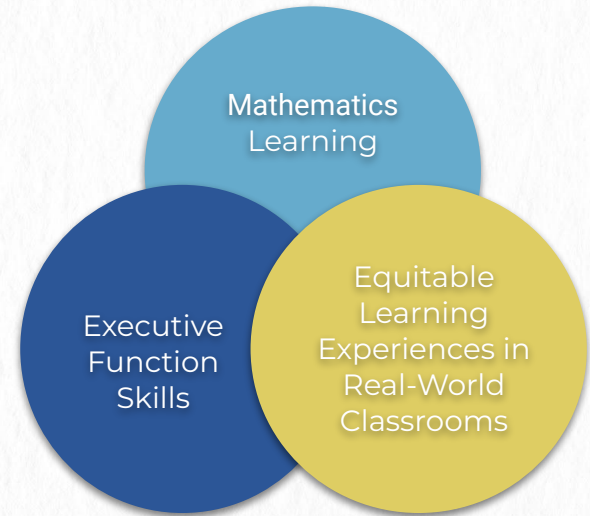 Mathematics
Learning
Executive
Function
Skills
Equitable
Learning
Experiences in
Real-World
Classrooms